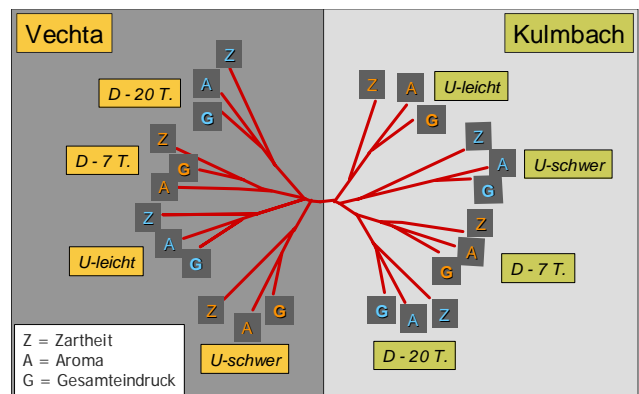 Vechta
Kulmbach
Z
A
G
D - 20 T.
Z
G
A
D - 7 T.
Z
A
G
U-leicht
Z
A
G
U-schwer
Z
A
G
U-leicht
Z
A
G
U-schwer
Z
A
G
D - 7 T.
G
A
Z
D - 20 T.
Z = Zartheit
A = Aroma
G = Gesamteindruck